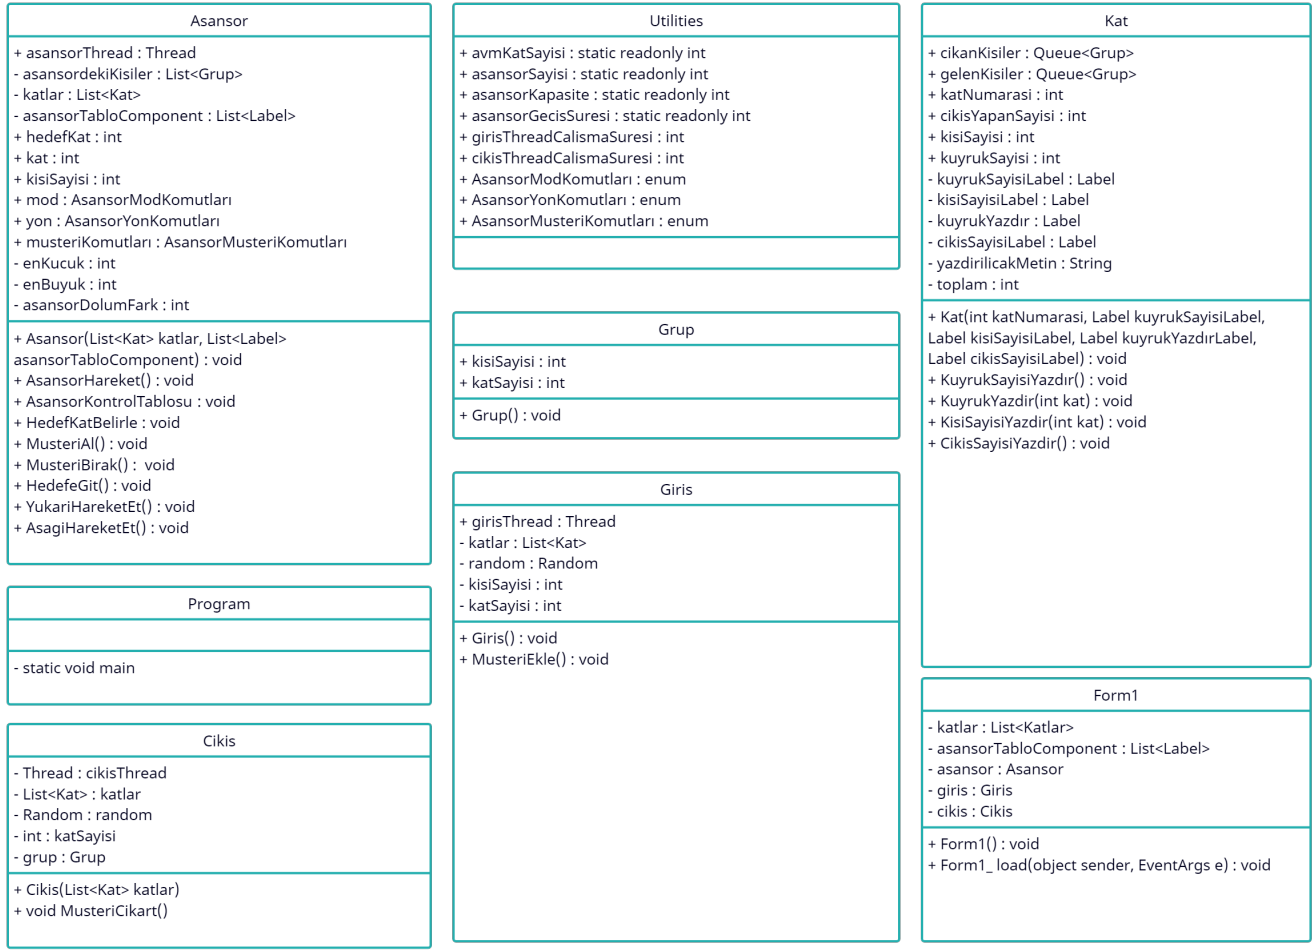 Asansor
+ asansorThread : Thread
- asansordekiKisiler : List<Grup>
- katlar : List<Kat>
- asansorTabloComponent : List<Label>
+ hedefKat : int
+ kat : int
+ kisiSayisi : int
+ mod : AsansorModKomutları
+ yon : AsansorYonKomutları
+ musteriKomutları : AsansorMusteriKomutları
- enKucuk : int
- enBuyuk : int
- asansorDolumFark : int
+ Asansor(List<Kat> katlar, List<Label>
asansorTabloComponent) : void
+ AsansorHareket() : void
+ AsansorKontrolTablosu : void
+ HedefKatBelirle : void
+ MusteriAl() : void
+ MusteriBirak() :  void
+ HedefeGit() : void
+ YukariHareketEt() : void
+ AsagiHareketEt() : void
Program
- static void main
Cikis
- Thread : cikisThread
- List<Kat> : katlar
- Random : random
- int : katSayisi
- grup : Grup
+ Cikis(List<Kat> katlar)
+ void MusteriCikart()
Utilities
+ avmKatSayisi : static readonly int
+ asansorSayisi : static readonly int
+ asansorKapasite : static readonly int
+ asansorGecisSuresi : static readonly int
+ girisThreadCalismaSuresi : int
+ cikisThreadCalismaSuresi : int
+ AsansorModKomutları : enum
+ AsansorYonKomutları : enum
+ AsansorMusteriKomutları : enum
Grup
+ kisiSayisi : int
+ katSayisi : int
+ Grup() : void
Giris
+ girisThread : Thread
- katlar : List<Kat>
- random : Random
- kisiSayisi : int
- katSayisi : int
+ Giris() : void
+ MusteriEkle() : void
Kat
+ cikanKisiler : Queue<Grup>
+ gelenKisiler : Queue<Grup>
+ katNumarasi : int
+ cikisYapanSayisi : int
+ kisiSayisi : int
+ kuyrukSayisi : int
- kuyrukSayisiLabel : Label
- kisiSayisiLabel : Label
- kuyrukYazdır : Label
- cikisSayisiLabel : Label
- yazdirilicakMetin : String
- toplam : int
+ Kat(int katNumarasi, Label kuyrukSayisiLabel,
Label kisiSayisiLabel, Label kuyrukYazdırLabel,
Label cikisSayisiLabel) : void
+ KuyrukSayisiYazdır() : void
+ KuyrukYazdir(int kat) : void
+ KisiSayisiYazdir(int kat) : void
+ CikisSayisiYazdir() : void
Form1
- katlar : List<Katlar>
- asansorTabloComponent : List<Label>
- asansor : Asansor
- giris : Giris
- cikis : Cikis
+ Form1() : void
+ Form1_ load(object sender, EventArgs e) : void